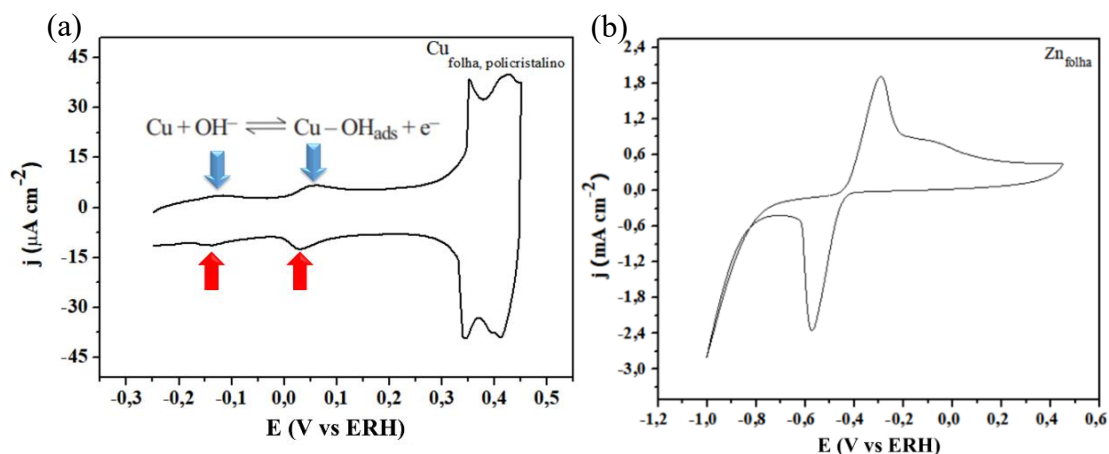 (a)
Cu folha, policristalino
Cu + OH⁻ ⇌ Cu – OHads + e⁻
45
30
15
0
-15
-30
-45
j (µA cm⁻²)
-0,3 -0,2 -0,1 0,0 0,1 0,2 0,3 0,4 0,5
E (V vs ERH)
(b)
Znfolha
2,4
1,8
1,2
0,6
0,0
-0,6
-1,2
-1,8
-2,4
-3,0
j (mA cm⁻²)
-1,2 -1,0 -0,8 -0,6 -0,4 -0,2 0,0 0,2 0,4 0,6
E (V vs ERH)